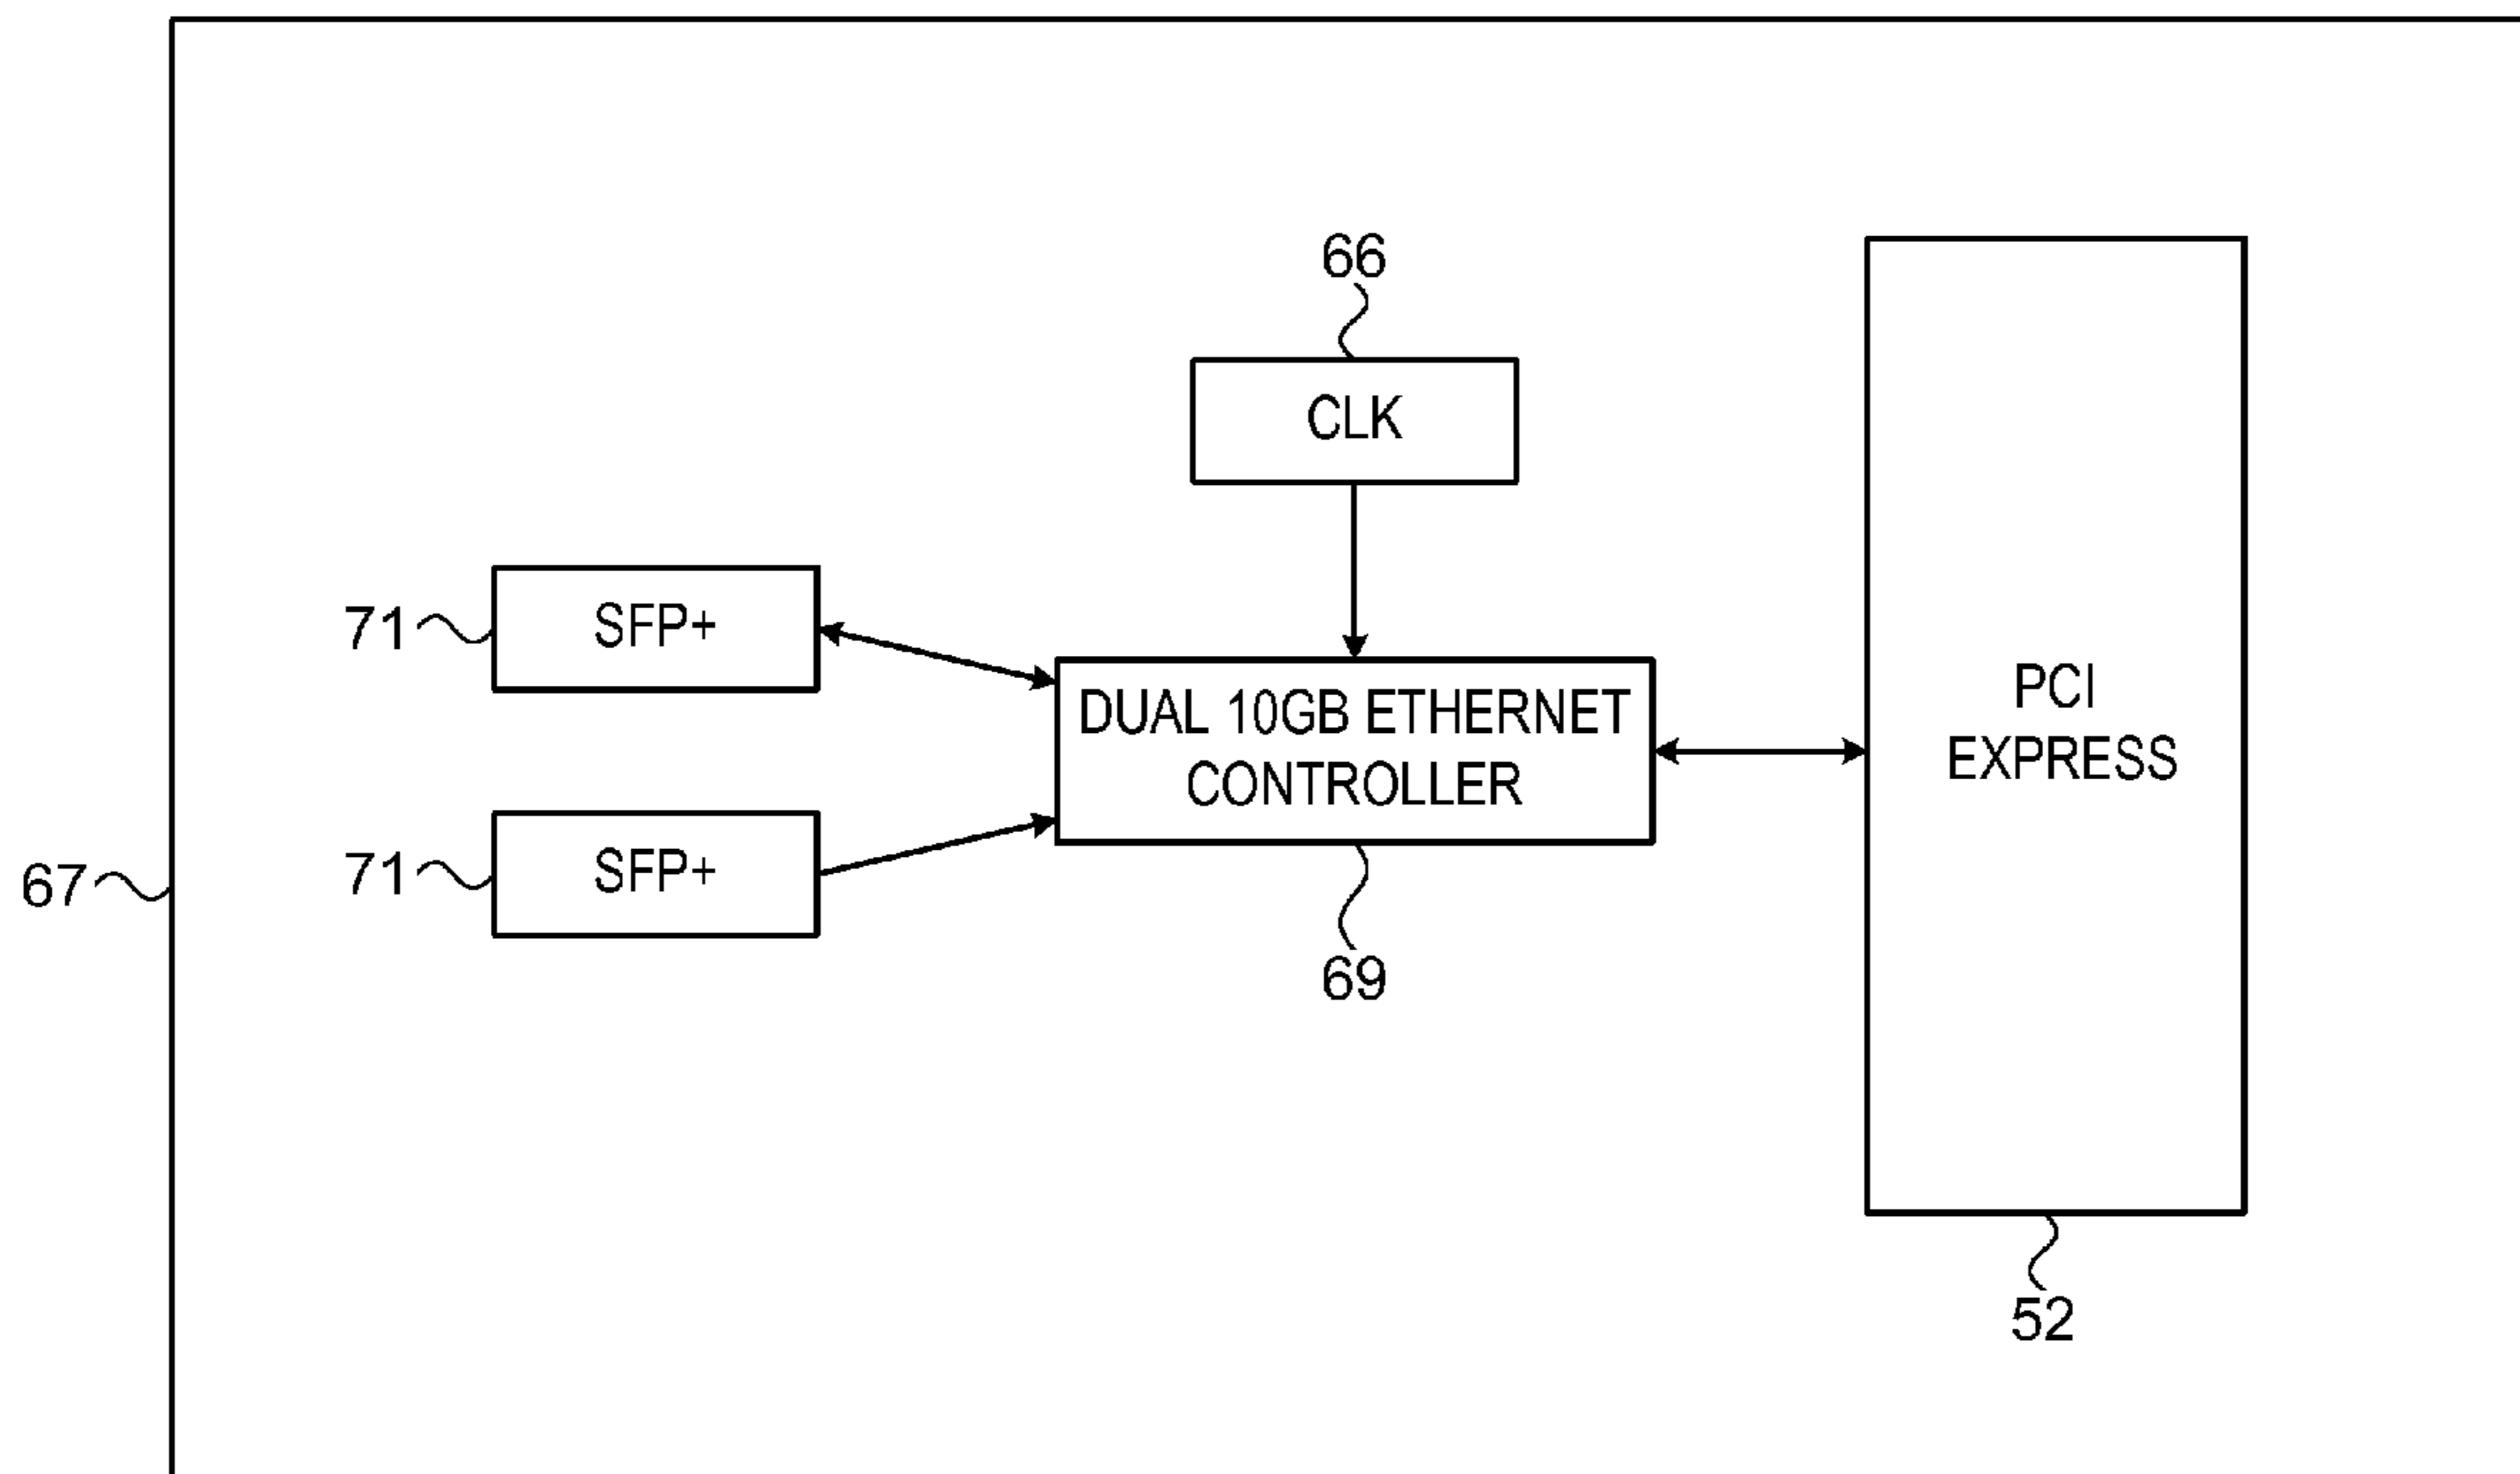 66
CLK
71
SFP+
DUAL 10GB ETHERNET
CONTROLLER
PCI
EXPRESS
71
SFP+
67
69
52